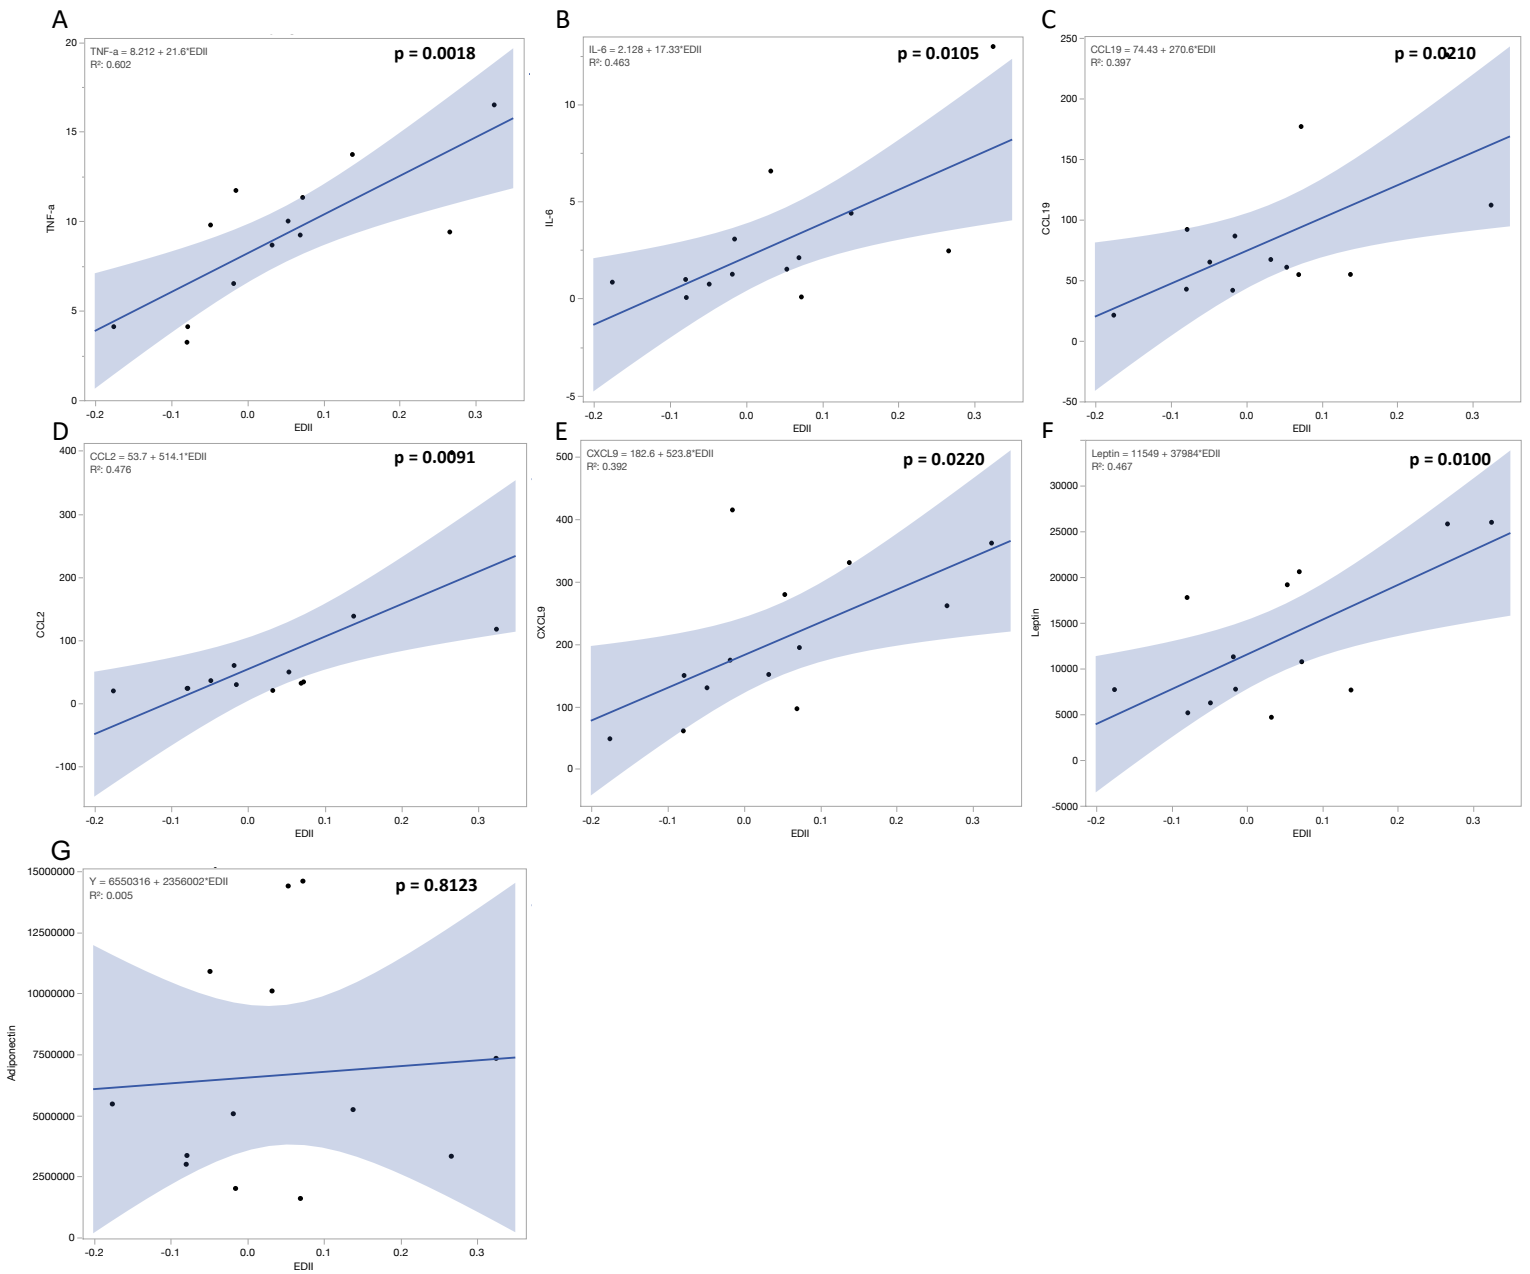 A
TNF-a = 8.212 + 21.6*EDII
R²: 0.602
p = 0.0018
20
15
10
5
0
TNF-a
-0.2 -0.1 0.0 0.1 0.2 0.3
EDII
B
IL-6 = 2.128 + 17.33*EDII
R²: 0.463
p = 0.0105
10
5
0
-5
IL-6
-0.2 -0.1 0.0 0.1 0.2 0.3
EDII
C
CCL19 = 74.43 + 270.6*EDII
R²: 0.397
p = 0.0210
250
200
150
100
50
0
-50
CCL19
-0.2 -0.1 0.0 0.1 0.2 0.3
EDII
D
CCL2 = 53.7 + 514.1*EDII
R²: 0.476
p = 0.0091
400
300
200
100
0
-100
CCL2
-0.2 -0.1 0.0 0.1 0.2 0.3
EDII
E
CXCL9 = 182.6 + 523.8*EDII
R²: 0.392
p = 0.0220
500
400
300
200
100
0
CXCL9
-0.2 -0.1 0.0 0.1 0.2 0.3
EDII
F
Leptin = 11549 + 37984*EDII
R²: 0.467
p = 0.0100
30000
25000
20000
15000
10000
5000
0
-5000
Leptin
-0.2 -0.1 0.0 0.1 0.2 0.3
EDII
G
Y = 6550316 + 2356002*EDII
R²: 0.005
p = 0.8123
15000000
12500000
10000000
7500000
5000000
2500000
0
Adiponectin
-0.2 -0.1 0.0 0.1 0.2 0.3
EDII